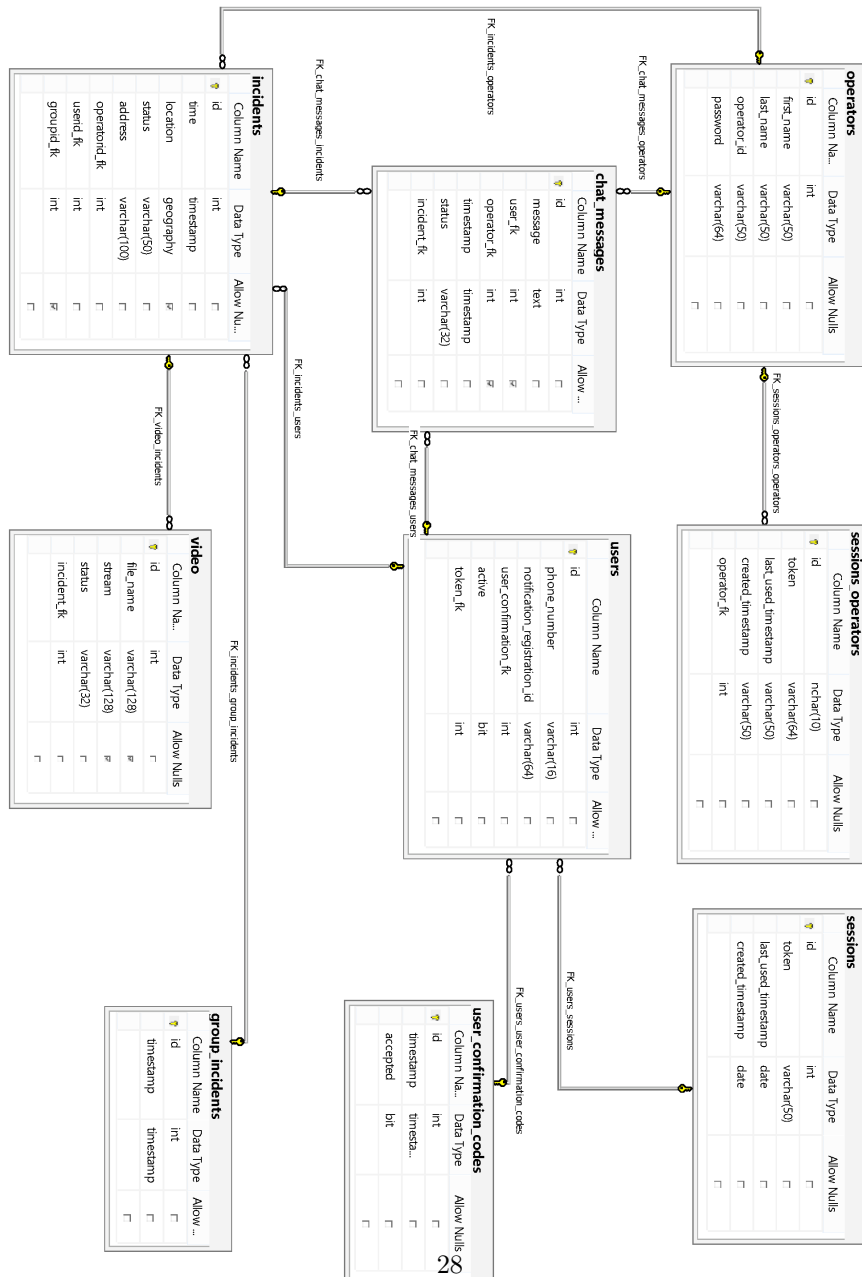 operators
Column Na... Data Type Allow Nulls
id int
first_name varchar(50)
last_name varchar(50)
operator_id varchar(50)
password varchar(64)
sessions_operators
Column Name Data Type Allow Nulls
id nchar(10)
token varchar(64)
last_used_timestamp varchar(50)
created_timestamp varchar(50)
operator_fk int
sessions
Column Name Data Type Allow Nulls
id int
token varchar(50)
last_used_timestamp date
created_timestamp date
FK_sessions_operators_operators
FK_chat_messages_operators
FK_incidents_operators
FK_chat_messages_incidents
chat_messages
Column Name Data Type Allow ...
id int
message text
user_fk int
operator_fk int
timestamp timestamp
status varchar(32)
incident_fk int
users
Column Name Data Type Allow ...
id int
phone_number varchar(16)
notification_registration_id varchar(64)
user_confirmation_fk int
active bit
token_fk int
FK_users_sessions
FK_users_user_confirmation_codes
user_confirmation_codes
Column Na... Data Type Allow Nulls
id int
timestamp timesta...
accepted bit
FK_chat_messages_users
FK_incidents_users
incidents
Column Name Data Type Allow Nu...
id int
time timestamp
location geography
status varchar(50)
address varchar(100)
operatorid_fk int
userid_fk int
groupid_fk int
FK_video_incidents
FK_incidents_group_incidents
video
Column Na... Data Type Allow Nulls
id int
file_name varchar(128)
stream varchar(128)
status varchar(32)
incident_fk int
group_incidents
Column Name Data Type Allow ...
id int
timestamp timestamp
28